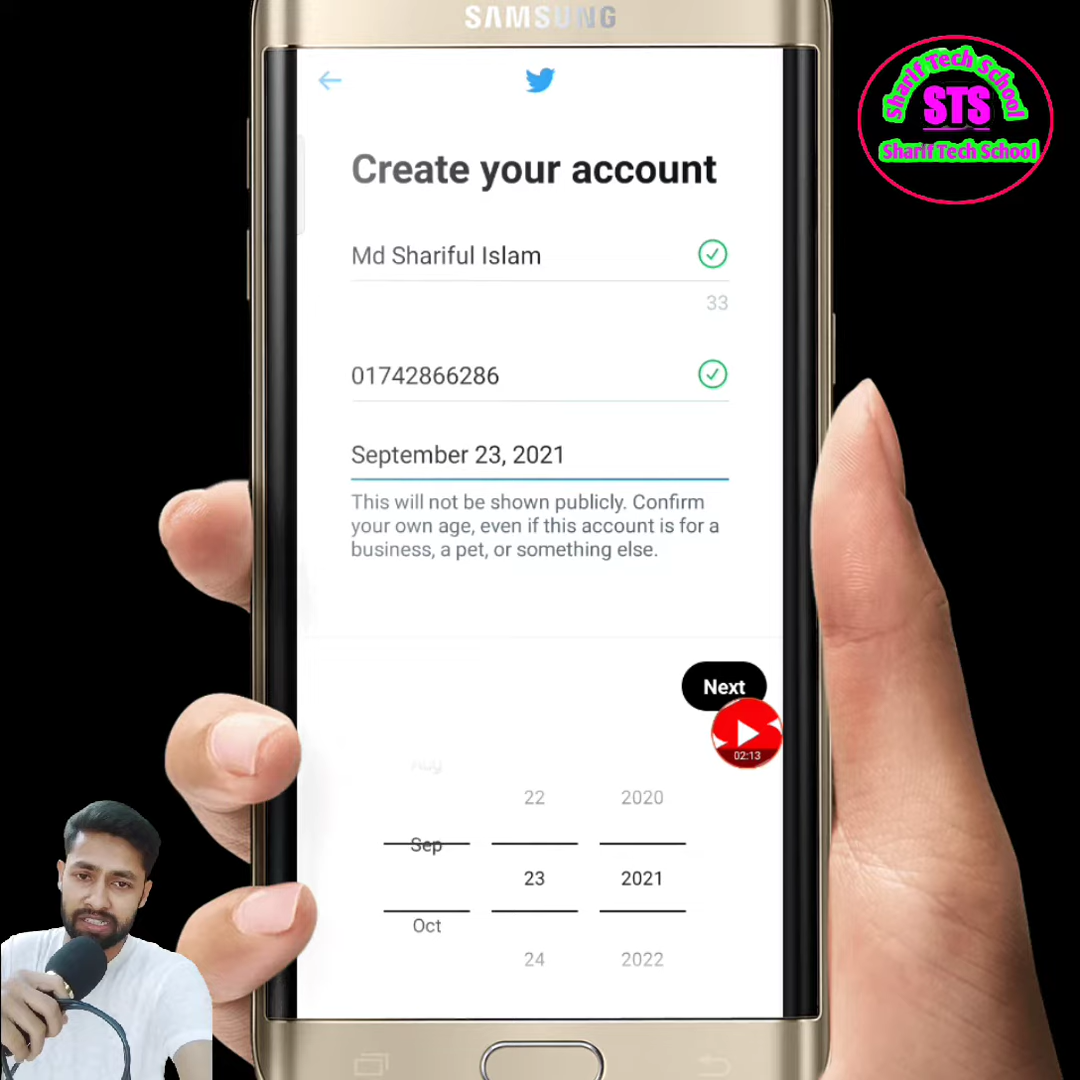 SAMSUNG
Sharif Tech School
STS
Sharif Tech School
Create your account
Md Shariful Islam
33
01742866286
September 23, 2021
This will not be shown publicly. Confirm
your own age, even if this account is for a
business, a pet, or something else.
Next
02:13
Aug
22 2020
Sep
23 2021
Oct
24 2022